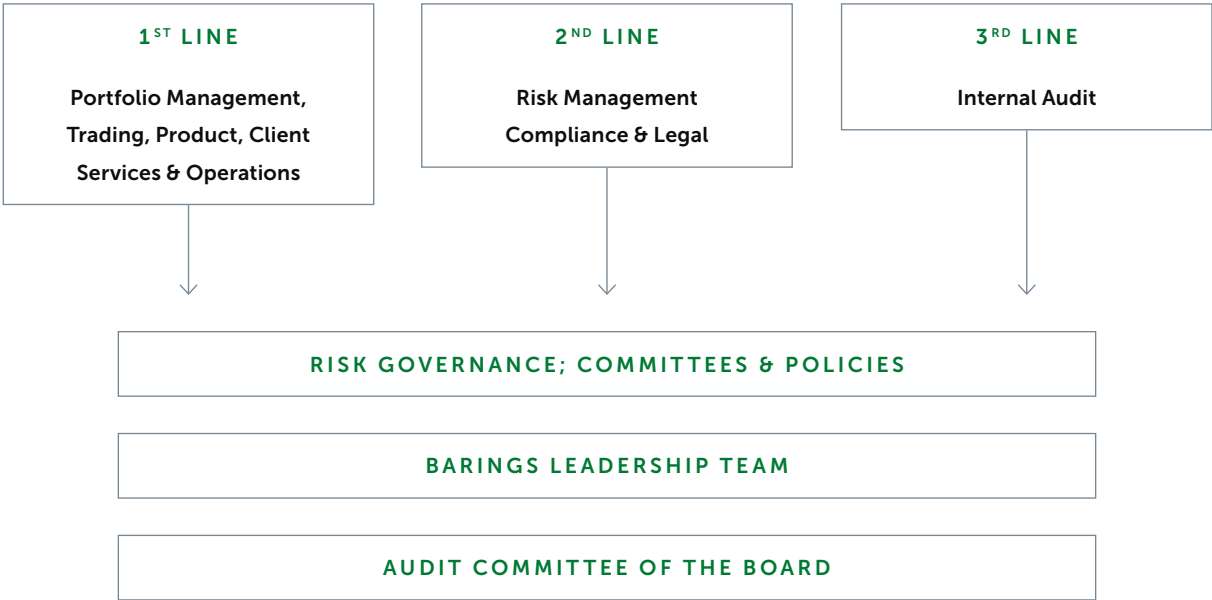 1ST LINE
Portfolio Management,
Trading, Product, Client
Services & Operations
2ND LINE
Risk Management
Compliance & Legal
3RD LINE
Internal Audit
RISK GOVERNANCE; COMMITTEES & POLICIES
BARINGS LEADERSHIP TEAM
AUDIT COMMITTEE OF THE BOARD